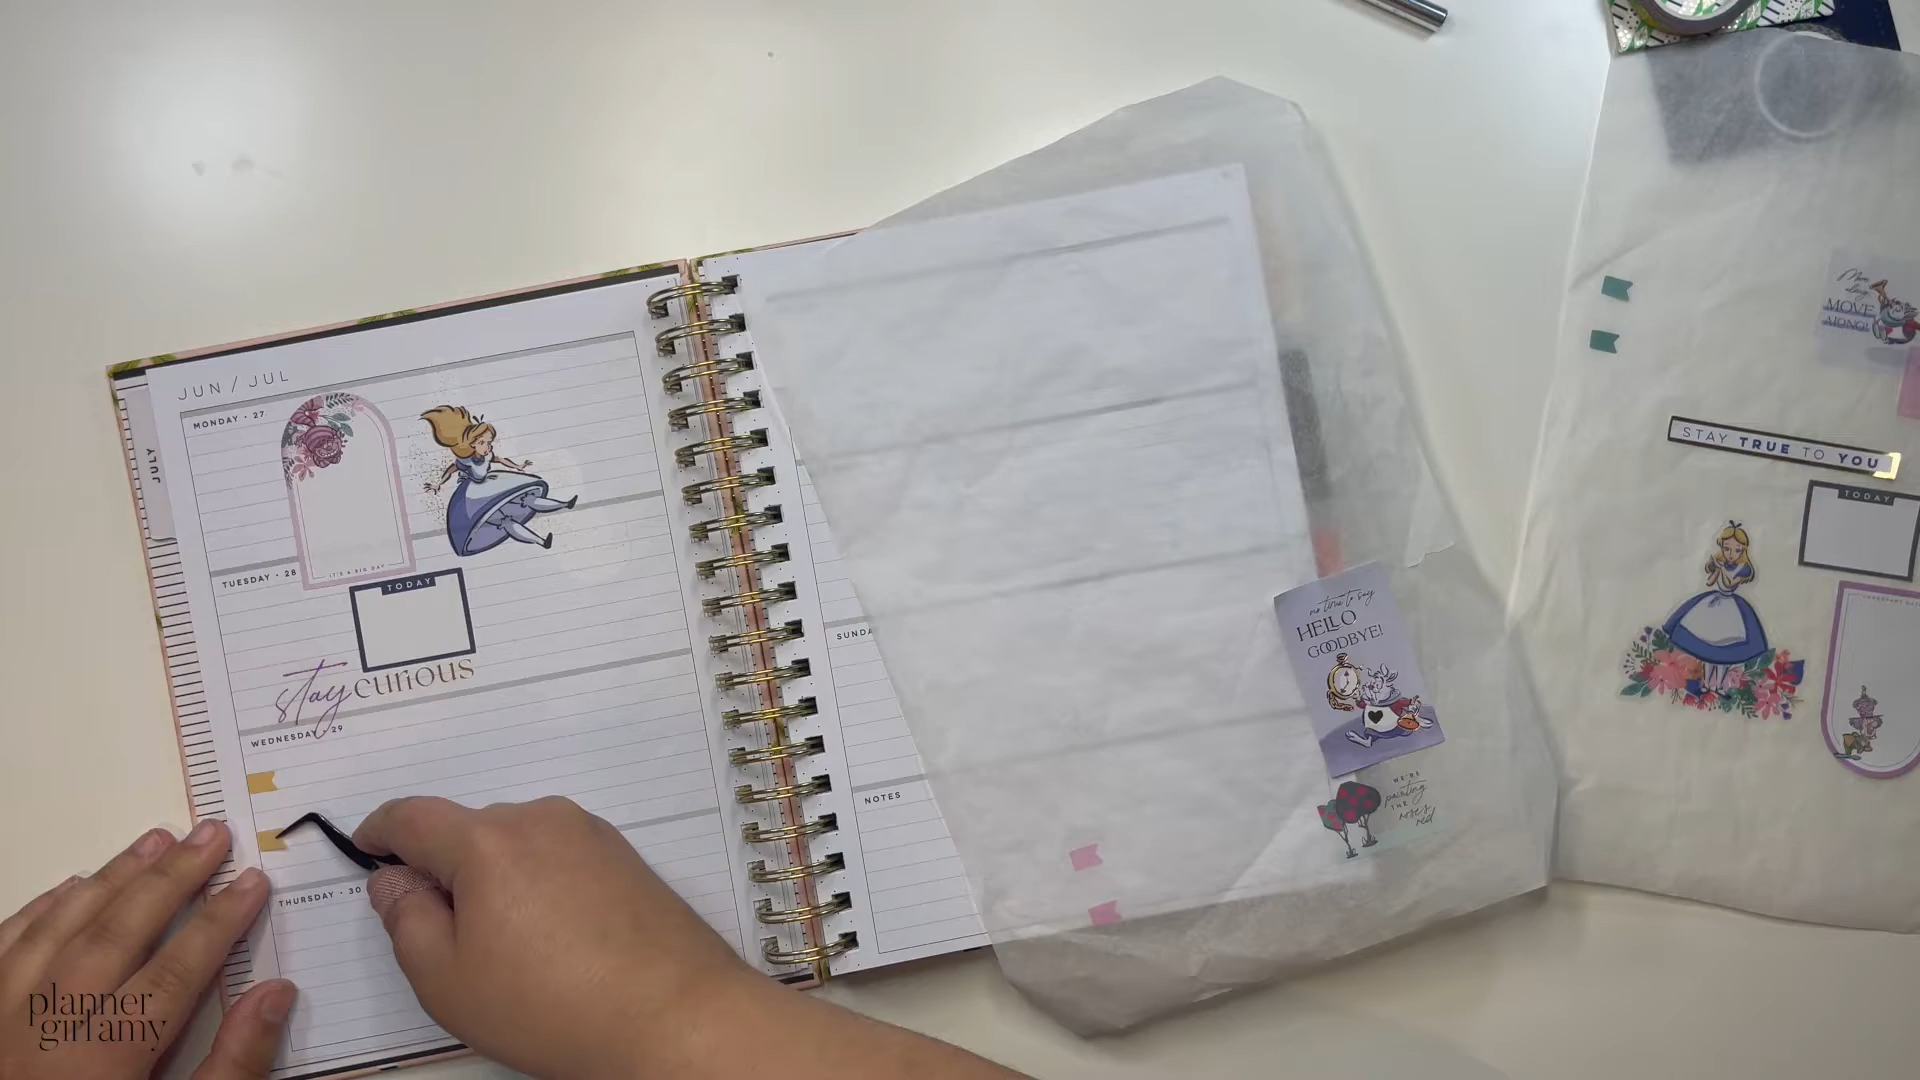 JUN / JUL
MONDAY • 27
IT'S A BIG DAY
TUESDAY • 28
TODAY
stay curious
WEDNESDAY • 29
THURSDAY • 30
JULY
SUNDA
NOTES
no time to say
HELLO
GOODBYE!
WE'RE
painting
THE
roses
red
MOVE
ALONG!
STAY TRUE TO YOU
TODAY
planner
girl amy